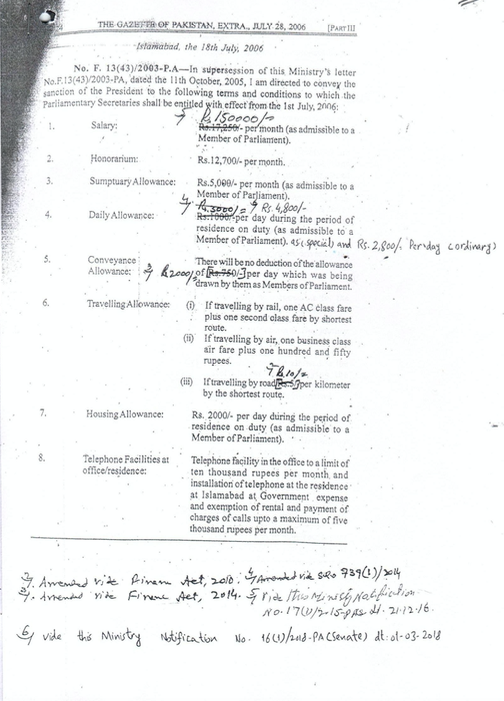 THE GAZETTE OF PAKISTAN, EXTRA., JULY 28, 2006 [PART II]
Islamabad, the 18th July, 2006
No. F. 13(43)/2003-P.A—In supersession of this Ministry's letter
No.F.13(43)/2003-PA, dated the 11th October, 2005, I am directed to convey the
sanction of the President to the following terms and conditions to which the
Parliamentary Secretaries shall be entitled with effect from the 1st July, 2006:
Rs.150000/-
1. Salary: Rs.17,250/- per month (as admissible to a
Member of Parliament).
2. Honorarium: Rs.12,700/- per month.
3. Sumptuary Allowance: Rs.5,000/- per month (as admissible to a
Member of Parliament).
Rs.3000/= Rs.4,800/-
4. Daily Allowance: Rs.1000/- per day during the period of
residence on duty (as admissible to a
Member of Parliament). as (special) and Rs.2,800/- Per day (ordinary)
5. Conveyance There will be no deduction of the allowance
Allowance: 3/ Rs2000/- of [Rs.750/-] per day which was being
drawn by them as Members of Parliament.
6. Travelling Allowance: (i) If travelling by rail, one AC class fare
plus one second class fare by shortest
route.
(ii) If travelling by air, one business class
air fare plus one hundred and fifty
rupees.
Rs.10/-
(iii) If travelling by road [Rs.5/-] per kilometer
by the shortest route.
7. Housing Allowance: Rs. 2000/- per day during the period of
residence on duty (as admissible to a
Member of Parliament).
8. Telephone Facilities at Telephone facility in the office to a limit of
office/residence: ten thousand rupees per month and
installation of telephone at the residence
at Islamabad at Government expense
and exemption of rental and payment of
charges of calls upto a maximum of five
thousand rupees per month.
Amended vide Finance Act, 2010. 4/ Amended vide SRO 739(1)/2014
3/. Amended vide Finance Act, 2014. 5/ Vide this Ministry Notification
No. 17(1)/2015-PAs dt. 21-12-16.
6/ vide this Ministry Notification No. 16(1)/2018-PA(Senate) dt: 01-03-2018